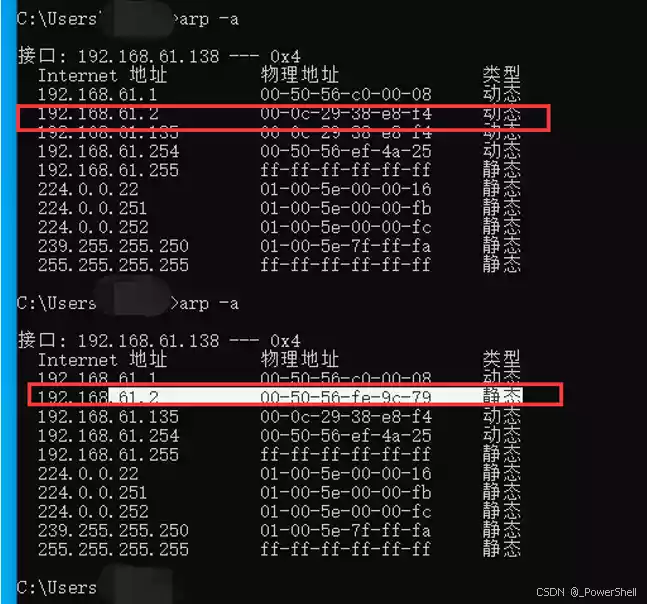 C:\Users\ >arp -a
接口: 192.168.61.138 --- 0x4
Internet 地址 物理地址 类型
192.168.61.1 00-50-56-c0-00-08 动态
192.168.61.2 00-0c-29-38-e8-f4 动态
192.168.61.135 00-0c-29-38-e8-f4 动态
192.168.61.254 00-50-56-ef-4a-25 动态
192.168.61.255 ff-ff-ff-ff-ff-ff 静态
224.0.0.22 01-00-5e-00-00-16 静态
224.0.0.251 01-00-5e-00-00-fb 静态
224.0.0.252 01-00-5e-00-00-fc 静态
239.255.255.250 01-00-5e-7f-ff-fa 静态
255.255.255.255 ff-ff-ff-ff-ff-ff 静态
C:\Users >arp -a
接口: 192.168.61.138 --- 0x4
Internet 地址 物理地址 类型
192.168.61.1 00-50-56-c0-00-08 动态
192.168.61.2 00-50-56-fe-9c-79 静态
192.168.61.135 00-0c-29-38-e8-f4 动态
192.168.61.254 00-50-56-ef-4a-25 动态
192.168.61.255 ff-ff-ff-ff-ff-ff 静态
224.0.0.22 01-00-5e-00-00-16 静态
224.0.0.251 01-00-5e-00-00-fb 静态
224.0.0.252 01-00-5e-00-00-fc 静态
239.255.255.250 01-00-5e-7f-ff-fa 静态
255.255.255.255 ff-ff-ff-ff-ff-ff 静态
C:\Users
CSDN @_PowerShell